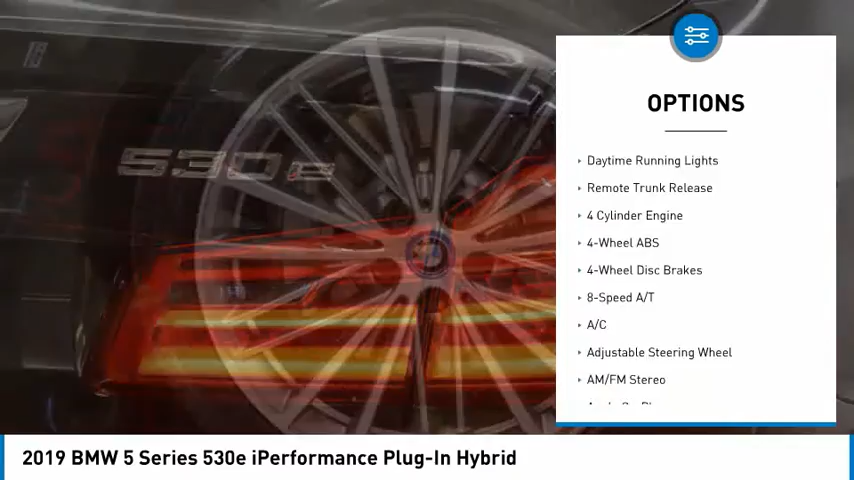 530e
OPTIONS
Daytime Running Lights
Remote Trunk Release
4 Cylinder Engine
4-Wheel ABS
4-Wheel Disc Brakes
8-Speed A/T
A/C
Adjustable Steering Wheel
AM/FM Stereo
2019 BMW 5 Series 530e iPerformance Plug-In Hybrid